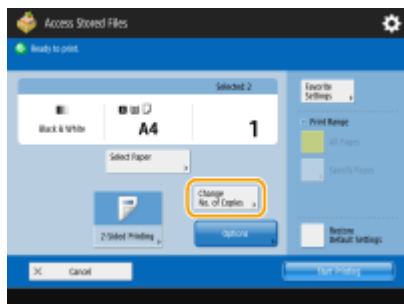 Access Stored Files
Ready to print.
Selected: 2
Black & White
A4
1
Select Paper
Change
No. of Copies
2-Sided Printing
Options
Favorite
Settings
Print Range
All Pages
Specify Pages
Restore
Default Settings
Cancel
Start Printing